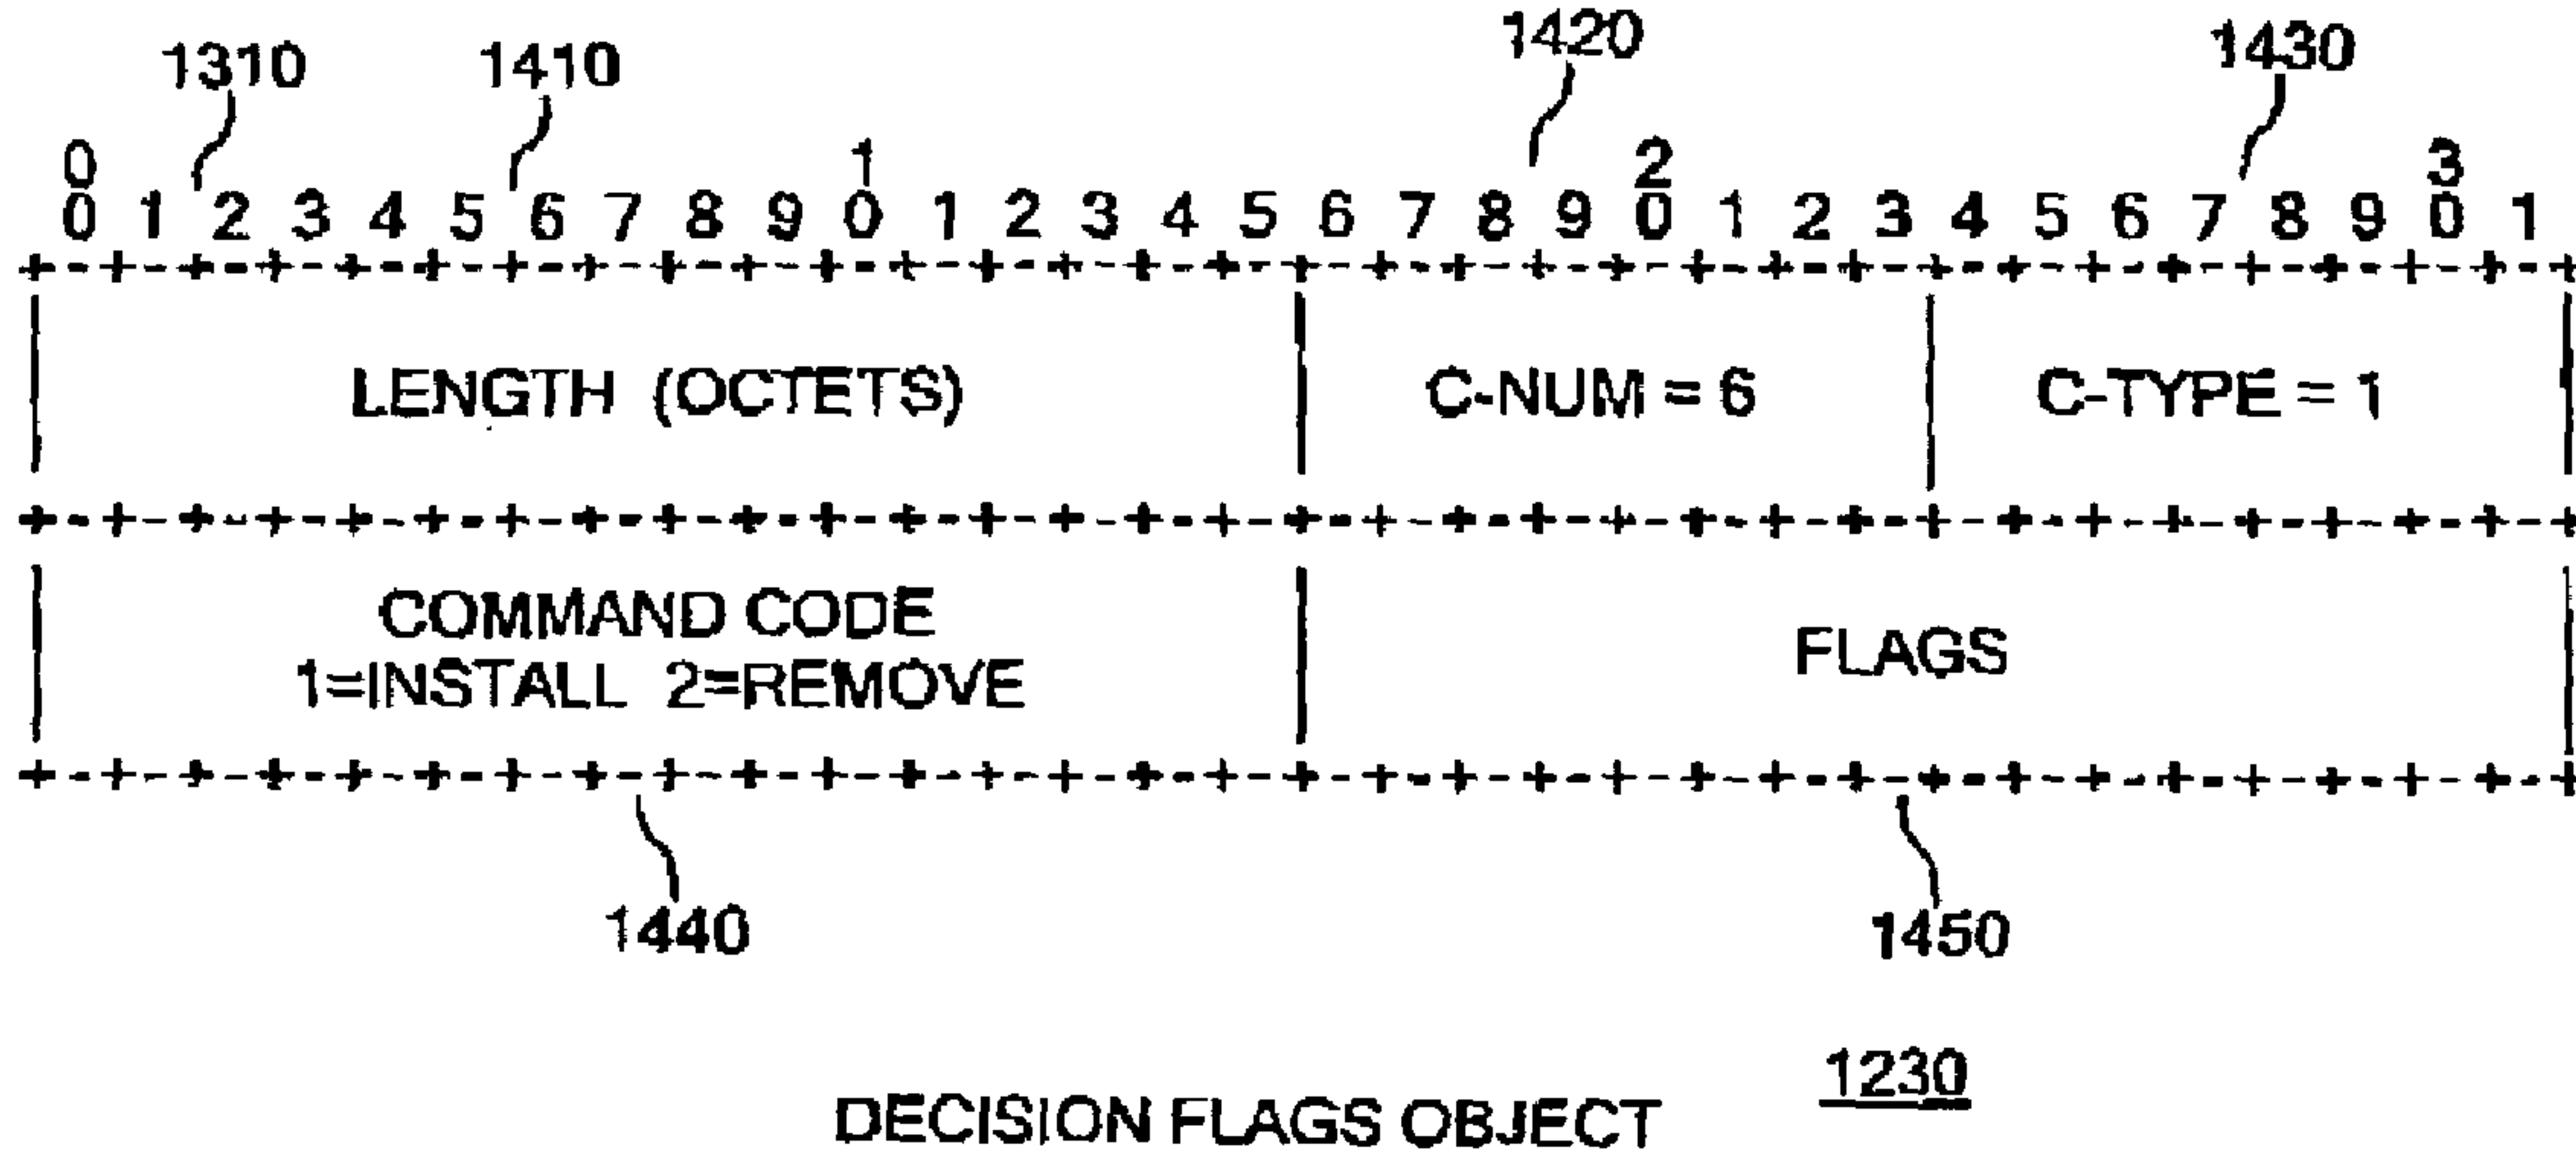 1310 1410 1420 1430
0 1 2 3
0 1 2 3 4 5 6 7 8 9 0 1 2 3 4 5 6 7 8 9 0 1 2 3 4 5 6 7 8 9 0 1
+-+-+-+-+-+-+-+-+-+-+-+-+-+-+-+-+-+-+-+-+-+-+-+-+-+-+-+-+-+-+-+-+
LENGTH (OCTETS) C-NUM = 6 C-TYPE = 1
+-+-+-+-+-+-+-+-+-+-+-+-+-+-+-+-+-+-+-+-+-+-+-+-+-+-+-+-+-+-+-+-+
COMMAND CODE
1=INSTALL 2=REMOVE FLAGS
+-+-+-+-+-+-+-+-+-+-+-+-+-+-+-+-+-+-+-+-+-+-+-+-+-+-+-+-+-+-+-+-+
1440 1450
1230
DECISION FLAGS OBJECT